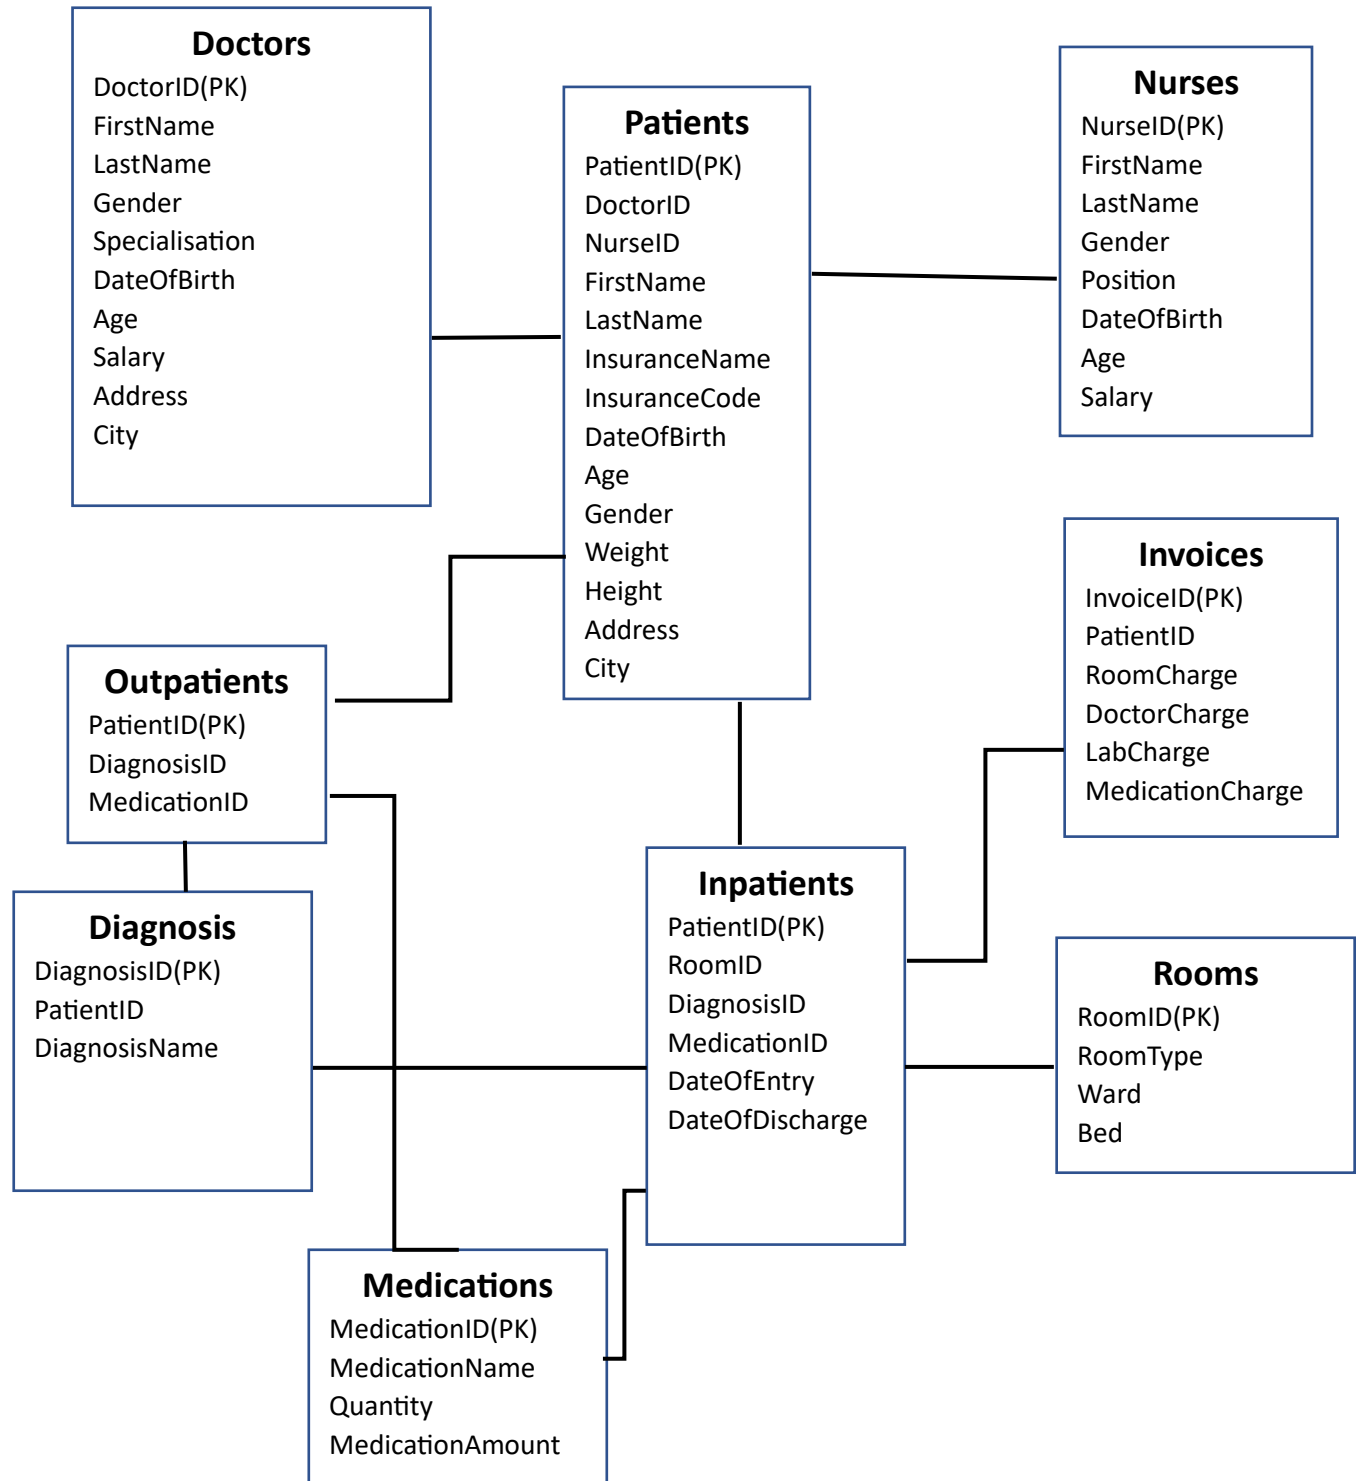 Doctors
DoctorID(PK)
FirstName
LastName
Gender
Specialisation
DateOfBirth
Age
Salary
Address
City
Patients
PatientID(PK)
DoctorID
NurseID
FirstName
LastName
InsuranceName
InsuranceCode
DateOfBirth
Age
Gender
Weight
Height
Address
City
Nurses
NurseID(PK)
FirstName
LastName
Gender
Position
DateOfBirth
Age
Salary
Outpatients
PatientID(PK)
DiagnosisID
MedicationID
Invoices
InvoiceID(PK)
PatientID
RoomCharge
DoctorCharge
LabCharge
MedicationCharge
Diagnosis
DiagnosisID(PK)
PatientID
DiagnosisName
Inpatients
PatientID(PK)
RoomID
DiagnosisID
MedicationID
DateOfEntry
DateOfDischarge
Rooms
RoomID(PK)
RoomType
Ward
Bed
Medications
MedicationID(PK)
MedicationName
Quantity
MedicationAmount